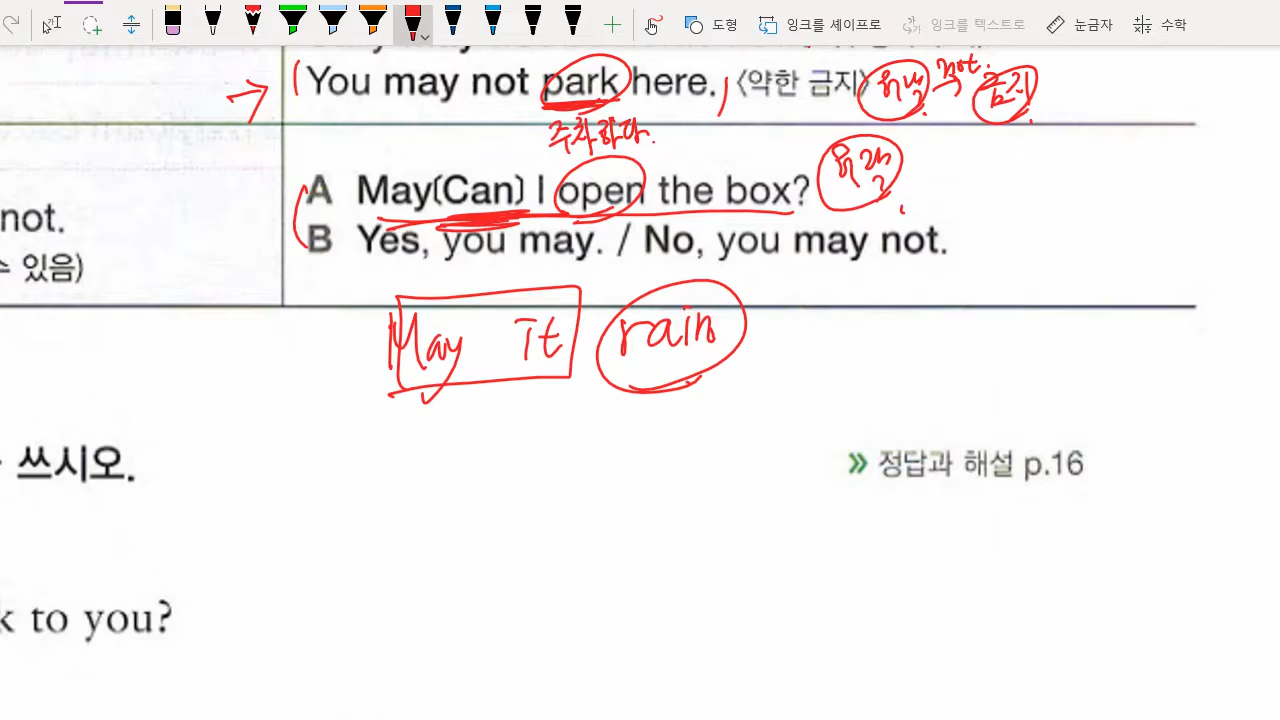 도형 잉크를 셰이프로 잉크를 텍스트로 눈금자 수학
You may not park here. 〈약한 금지〉 허락 not 금지
주차하다.
A May(Can) I open the box? 허락?
not.
B Yes, you may. / No, you may not.
있음)
May it rain
쓰시오.
» 정답과 해설 p.16
k to you?